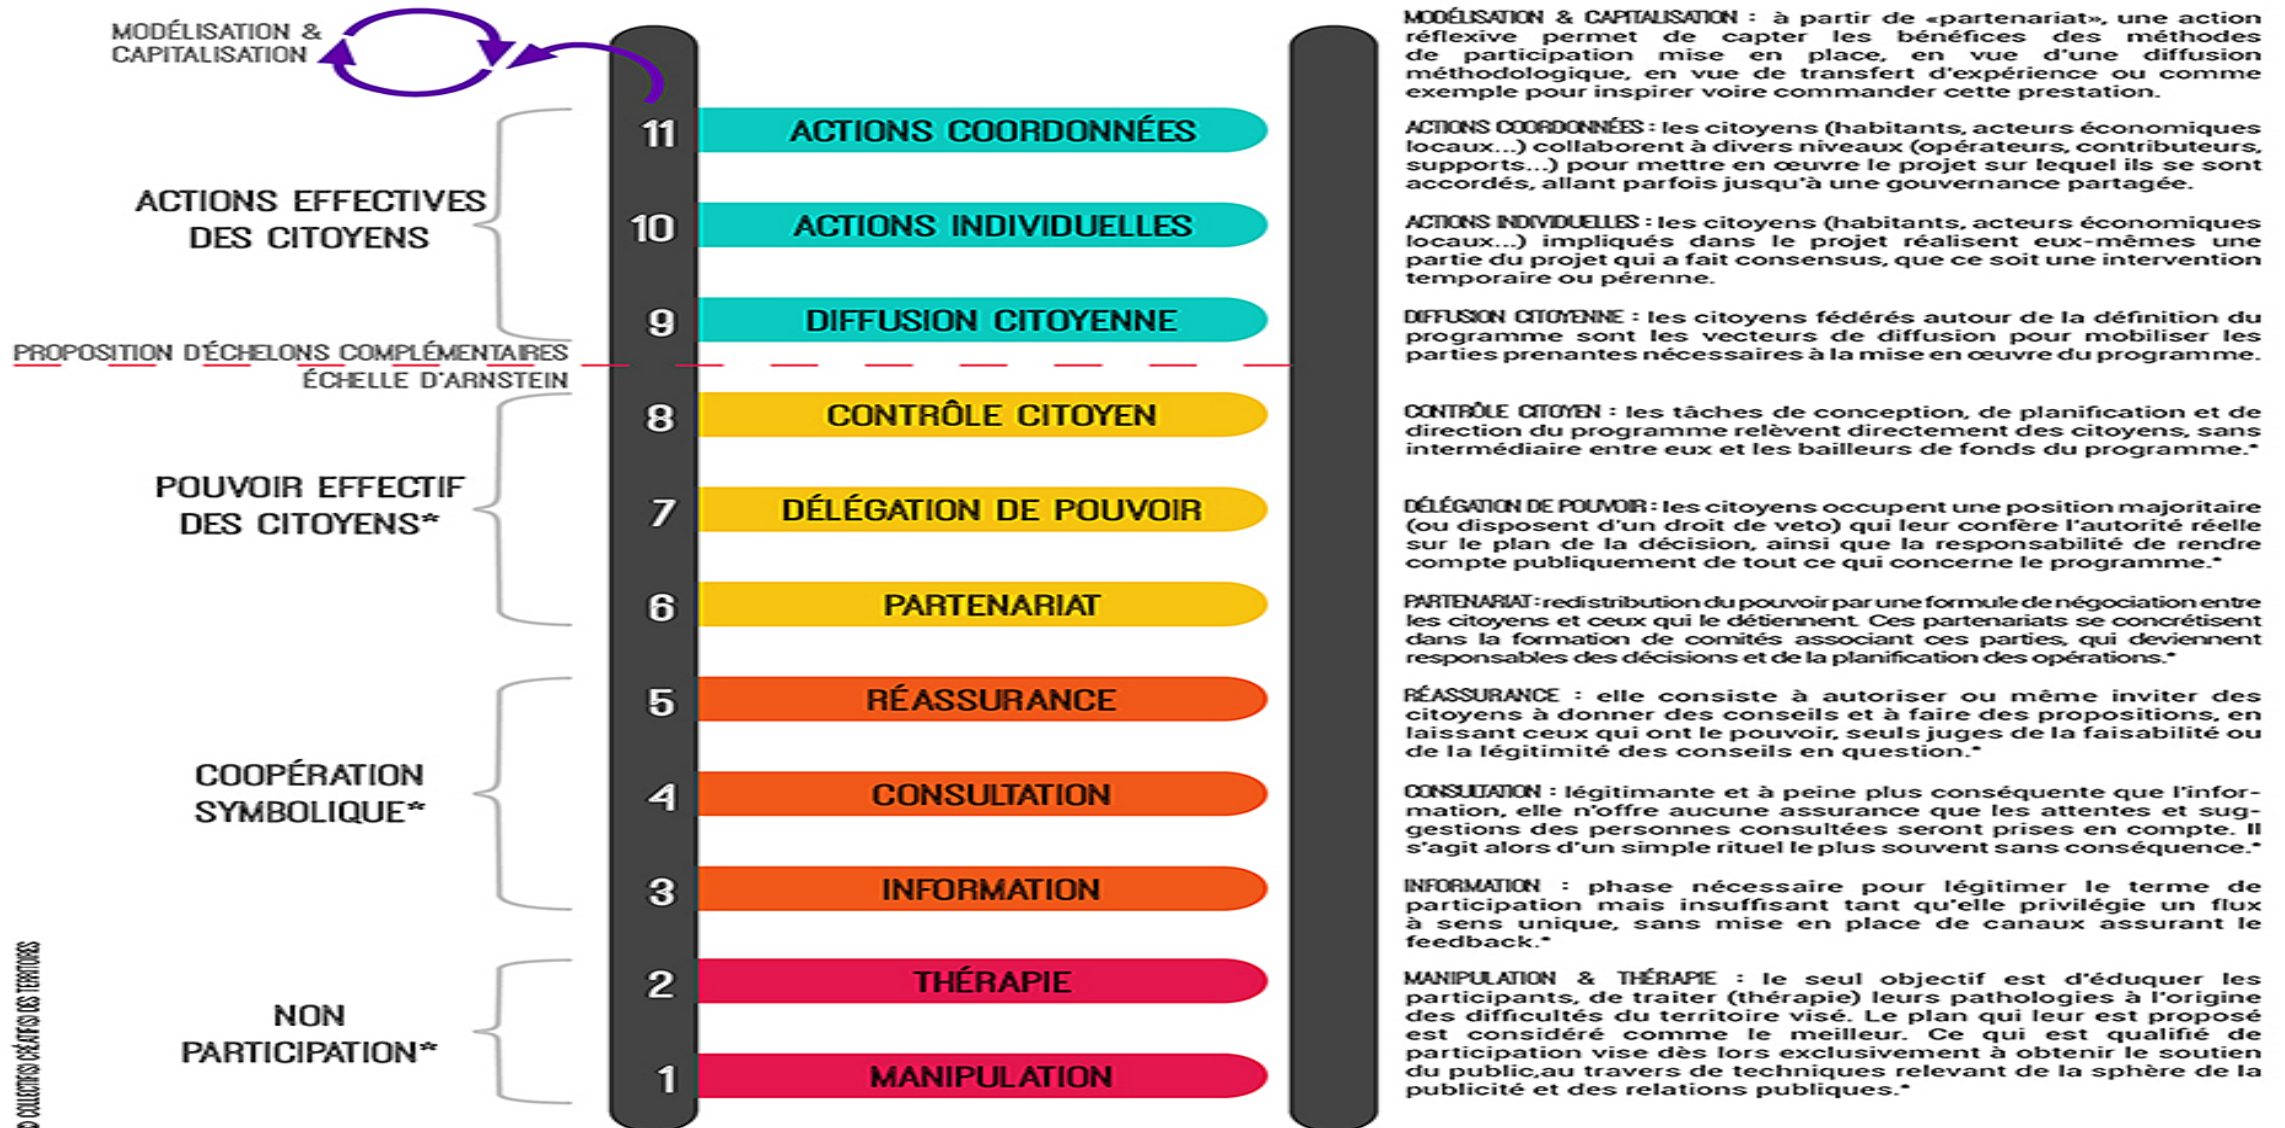 MODÉLISATION &
CAPITALISATION
11 ACTIONS COORDONNÉES
ACTIONS EFFECTIVES
DES CITOYENS
10 ACTIONS INDIVIDUELLES
9 DIFFUSION CITOYENNE
PROPOSITION D'ÉCHELONS COMPLÉMENTAIRES
ÉCHELLE D'ARNSTEIN
8 CONTRÔLE CITOYEN
POUVOIR EFFECTIF
DES CITOYENS*
7 DÉLÉGATION DE POUVOIR
6 PARTENARIAT
5 RÉASSURANCE
COOPÉRATION
SYMBOLIQUE*
4 CONSULTATION
3 INFORMATION
2 THÉRAPIE
NON
PARTICIPATION*
1 MANIPULATION
MODÉLISATION & CAPITALISATION : à partir de «partenariat», une action
réflexive permet de capter les bénéfices des méthodes
de participation mise en place, en vue d'une diffusion
méthodologique, en vue de transfert d'expérience ou comme
exemple pour inspirer voire commander cette prestation.
ACTIONS COORDONNÉES : les citoyens (habitants, acteurs économiques
locaux...) collaborent à divers niveaux (opérateurs, contributeurs,
supports...) pour mettre en œuvre le projet sur lequel ils se sont
accordés, allant parfois jusqu'à une gouvernance partagée.
ACTIONS INDIVIDUELLES : les citoyens (habitants, acteurs économiques
locaux...) impliqués dans le projet réalisent eux-mêmes une
partie du projet qui a fait consensus, que ce soit une intervention
temporaire ou pérenne.
DIFFUSION CITOYENNE : les citoyens fédérés autour de la définition du
programme sont les vecteurs de diffusion pour mobiliser les
parties prenantes nécessaires à la mise en œuvre du programme.
CONTRÔLE CITOYEN : les tâches de conception, de planification et de
direction du programme relèvent directement des citoyens, sans
intermédiaire entre eux et les bailleurs de fonds du programme.*
DÉLÉGATION DE POUVOIR : les citoyens occupent une position majoritaire
(ou disposent d'un droit de veto) qui leur confère l'autorité réelle
sur le plan de la décision, ainsi que la responsabilité de rendre
compte publiquement de tout ce qui concerne le programme.*
PARTENARIAT : redistribution du pouvoir par une formule de négociation entre
les citoyens et ceux qui le détiennent. Ces partenariats se concrétisent
dans la formation de comités associant ces parties, qui deviennent
responsables des décisions et de la planification des opérations.*
RÉASSURANCE : elle consiste à autoriser ou même inviter des
citoyens à donner des conseils et à faire des propositions, en
laissant ceux qui ont le pouvoir, seuls juges de la faisabilité ou
de la légitimité des conseils en question.*
CONSULTATION : légitimante et à peine plus conséquente que l'infor-
mation, elle n'offre aucune assurance que les attentes et sug-
gestions des personnes consultées seront prises en compte. Il
s'agit alors d'un simple rituel le plus souvent sans conséquence.*
INFORMATION : phase nécessaire pour légitimer le terme de
participation mais insuffisant tant qu'elle privilégie un flux
à sens unique, sans mise en place de canaux assurant le
feedback.*
MANIPULATION & THÉRAPIE : le seul objectif est d'éduquer les
participants, de traiter (thérapie) leurs pathologies à l'origine
des difficultés du territoire visé. Le plan qui leur est proposé
est considéré comme le meilleur. Ce qui est qualifié de
participation vise dès lors exclusivement à obtenir le soutien
du public,au travers de techniques relevant de la sphère de la
publicité et des relations publiques.*
© COLLECTIF(S) CRÉATIF(S) DES TERRITOIRES